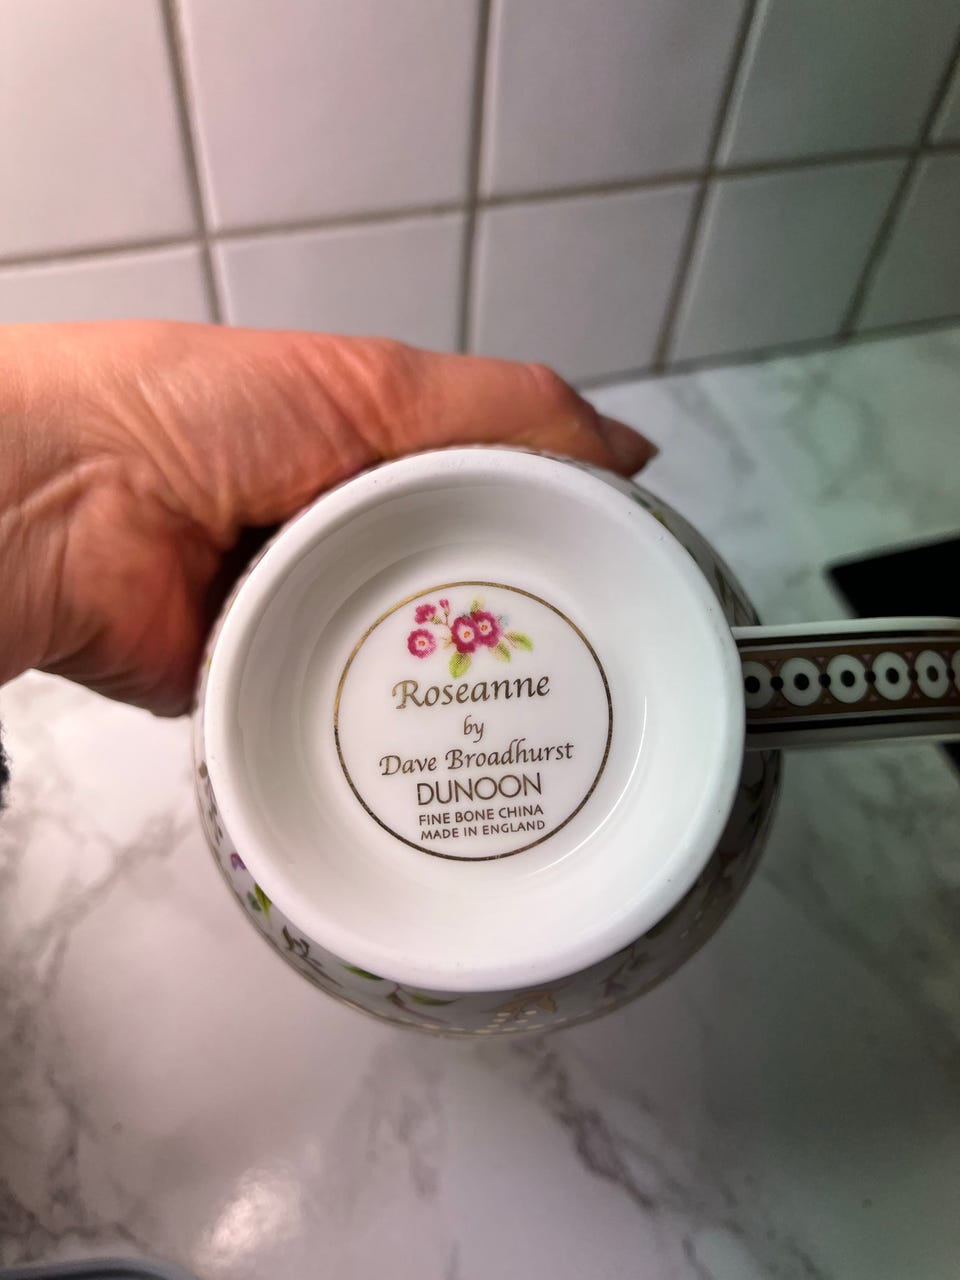 Roseanne
by
Dave Broadhurst
DUNOON
FINE BONE CHINA
MADE IN ENGLAND